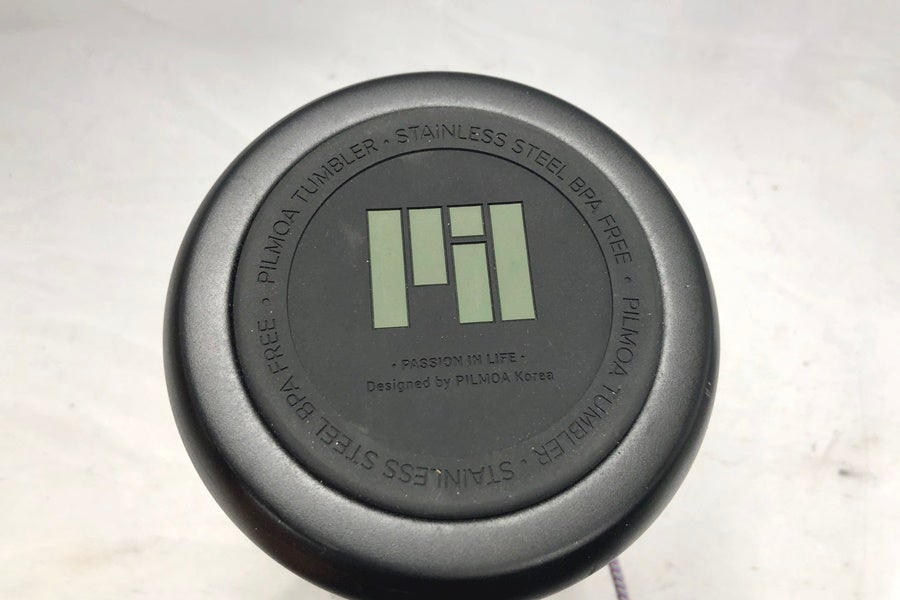 PILMOA TUMBLER · STAINLESS STEEL BPA FREE · PILMOA TUMBLER · STAINLESS STEEL BPA FREE ·
Pil
· PASSION IN LIFE ·
Designed by PILMOA Korea